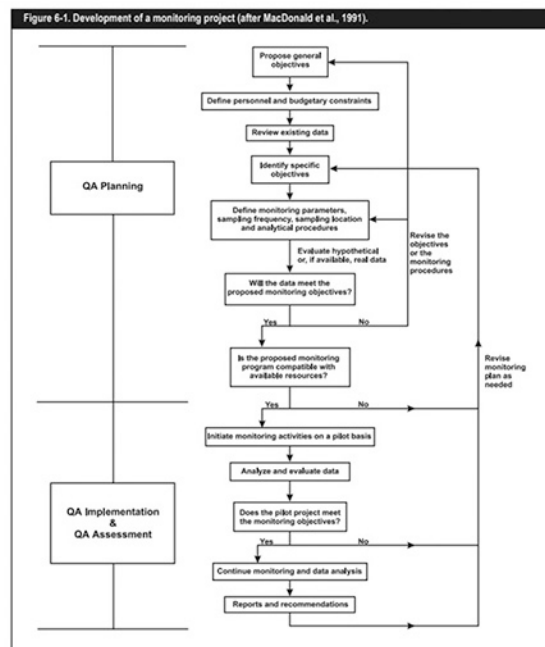 Figure 6-1. Development of a monitoring project (after MacDonald et al., 1991).
Propose general
objectives
Define personnel and budgetary constraints
Review existing data
Identify specific
objectives
QA Planning
Define monitoring parameters,
sampling frequency, sampling location
and analytical procedures
Revise the
objectives
or the
monitoring
procedures
Evaluate hypothetical
or, if available, real data
Will the data meet the
proposed monitoring objectives?
Yes
No
Is the proposed monitoring
program compatible with
available resources?
Revise
monitoring
plan as
needed
Yes
No
Initiate monitoring activities on a pilot basis
Analyze and evaluate data
QA Implementation
&
QA Assessment
Does the pilot project meet
the monitoring objectives?
Yes
No
Continue monitoring and data analysis
Reports and recommendations